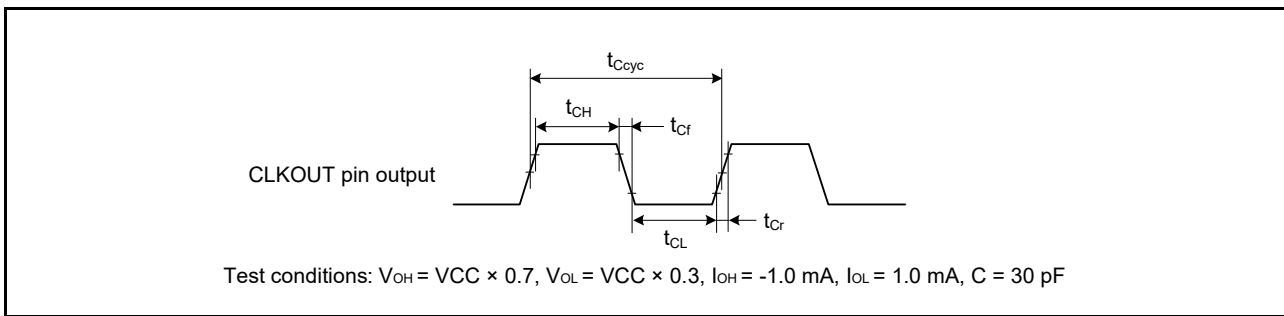 tCcyc
tCH
tCf
CLKOUT pin output
tCL
tCr
Test conditions: VOH = VCC × 0.7, VOL = VCC × 0.3, IOH = -1.0 mA, IOL = 1.0 mA, C = 30 pF